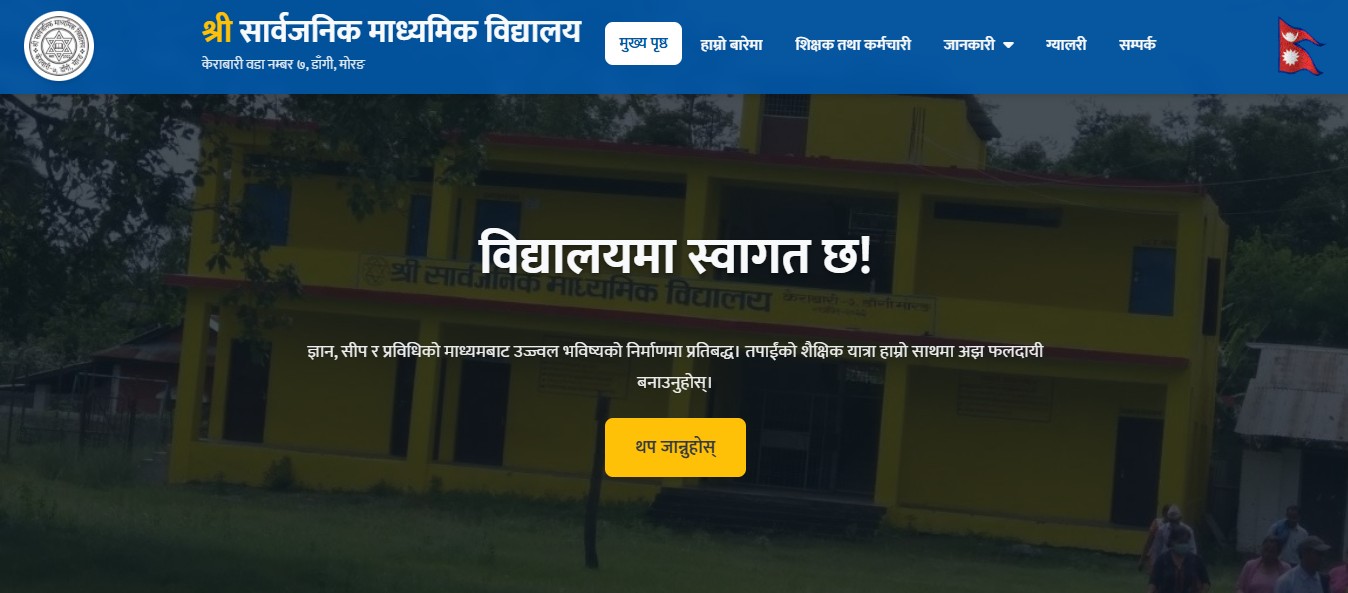 श्री सार्वजनिक माध्यमिक विद्यालय
केराबारी वडा नम्बर ७, डाँगी, मोरङ
मुख्य पृष्ठ
हाम्रो बारेमा
शिक्षक तथा कर्मचारी
जानकारी
ग्यालरी
सम्पर्क
विद्यालयमा स्वागत छ!
श्री सार्वजनिक माध्यमिक विद्यालय
ज्ञान, सीप र प्रविधिको माध्यमबाट उज्ज्वल भविष्यको निर्माणमा प्रतिबद्ध। तपाईंको शैक्षिक यात्रा हाम्रो साथमा अझ फलदायी
बनाउनुहोस्।
थप जान्नुहोस्